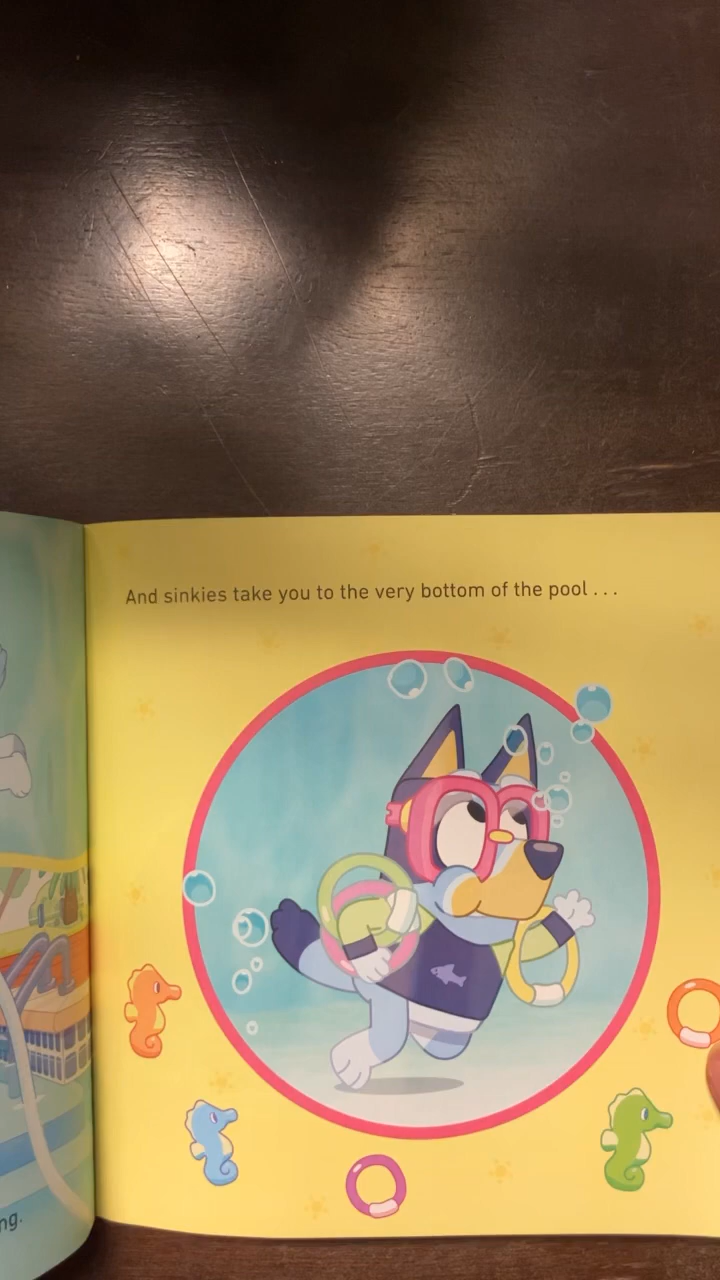 And sinkies take you to the very bottom of the pool . . .